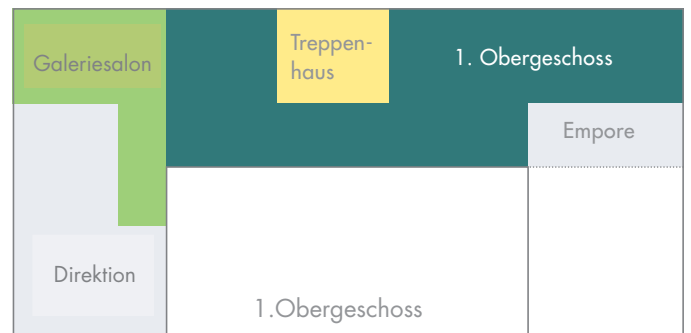 Galeriesalon
Treppen-
haus
1. Obergeschoss
Empore
Direktion
1.Obergeschoss